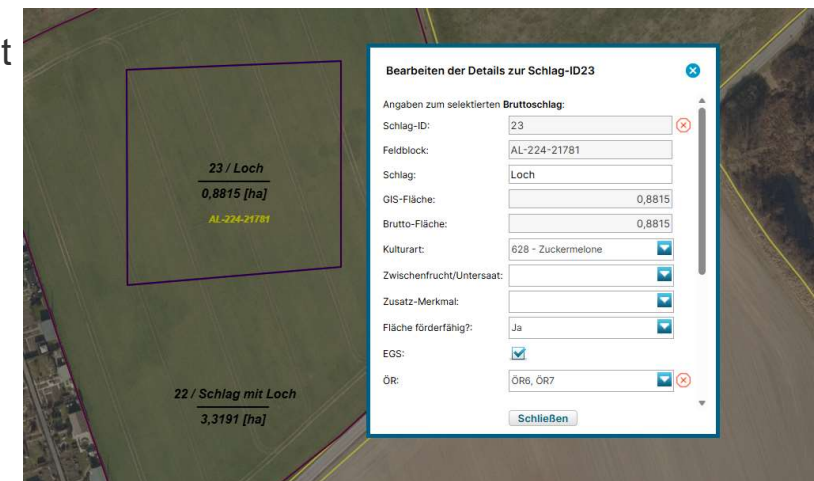 t
23 / Loch
0,8815 [ha]
AL-224-21781
22 / Schlag mit Loch
3,3191 [ha]
Bearbeiten der Details zur Schlag-ID23
Angaben zum selektierten Bruttoschlag:
Schlag-ID: 23
Feldblock: AL-224-21781
Schlag: Loch
GIS-Fläche: 0,8815
Brutto-Fläche: 0,8815
Kulturart: 628 - Zuckermelone
Zwischenfrucht/Untersaat:
Zusatz-Merkmal:
Fläche förderfähig?: Ja
EGS:
ÖR: ÖR6, ÖR7
Schließen